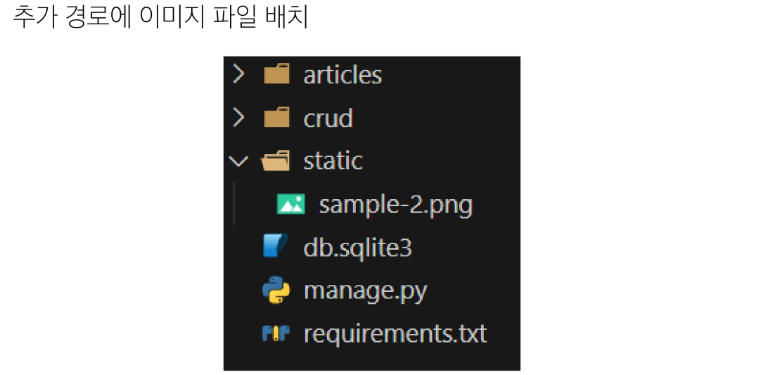 추가 경로에 이미지 파일 배치
articles
crud
static
sample-2.png
db.sqlite3
manage.py
requirements.txt